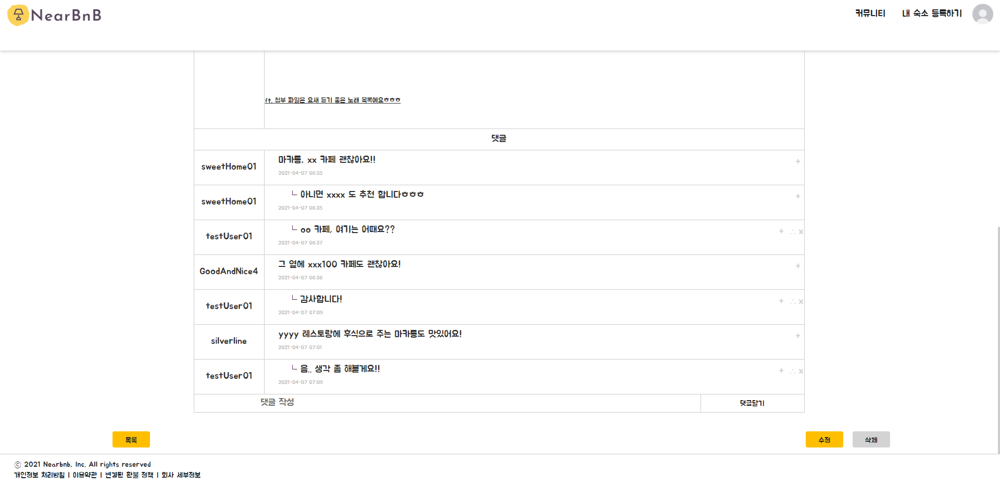 NearBnB
커뮤니티 내 숙소 등록하기
ft. 첨부 파일은 요새 듣기 좋은 노래 목록에요ㅎㅎㅎ
댓글
sweetHome01
마카롱, xx 카페 괜찮아요!!
+
2021-04-07 06:35
sweetHome01
└ 아니면 xxxx 도 추천 합니다ㅎㅎㅎ
+
2021-04-07 06:35
testUser01
└ oo 카페, 여기는 어때요??
+ ∴ x
2021-04-07 06:37
GoodAndNice4
그 옆에 xxx100 카페도 괜찮아요!
+
2021-04-07 06:36
testUser01
└ 감사합니다!
+ ∴ x
2021-04-07 07:09
silverline
yyyy 레스토랑에 후식으로 주는 마카롱도 맛있어요!
+
2021-04-07 07:01
testUser01
└ 음.. 생각 좀 해볼게요!!
+ ∴ x
2021-04-07 07:09
댓글 작성
댓글달기
목록
수정 삭제
ⓒ 2021 Nearbnb, Inc. All rights reserved
개인정보 처리방침 | 이용약관 | 변경된 환불 정책 | 회사 세부정보